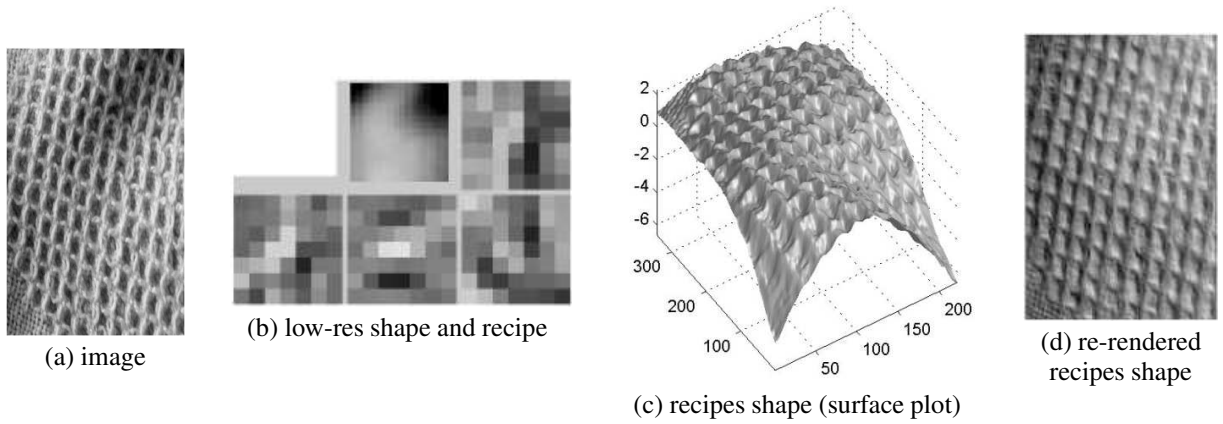 (a) image
(b) low-res shape and recipe
2
0
-2
-4
-6
300
200
100
50
100
150
200
(c) recipes shape (surface plot)
(d) re-rendered
recipes shape